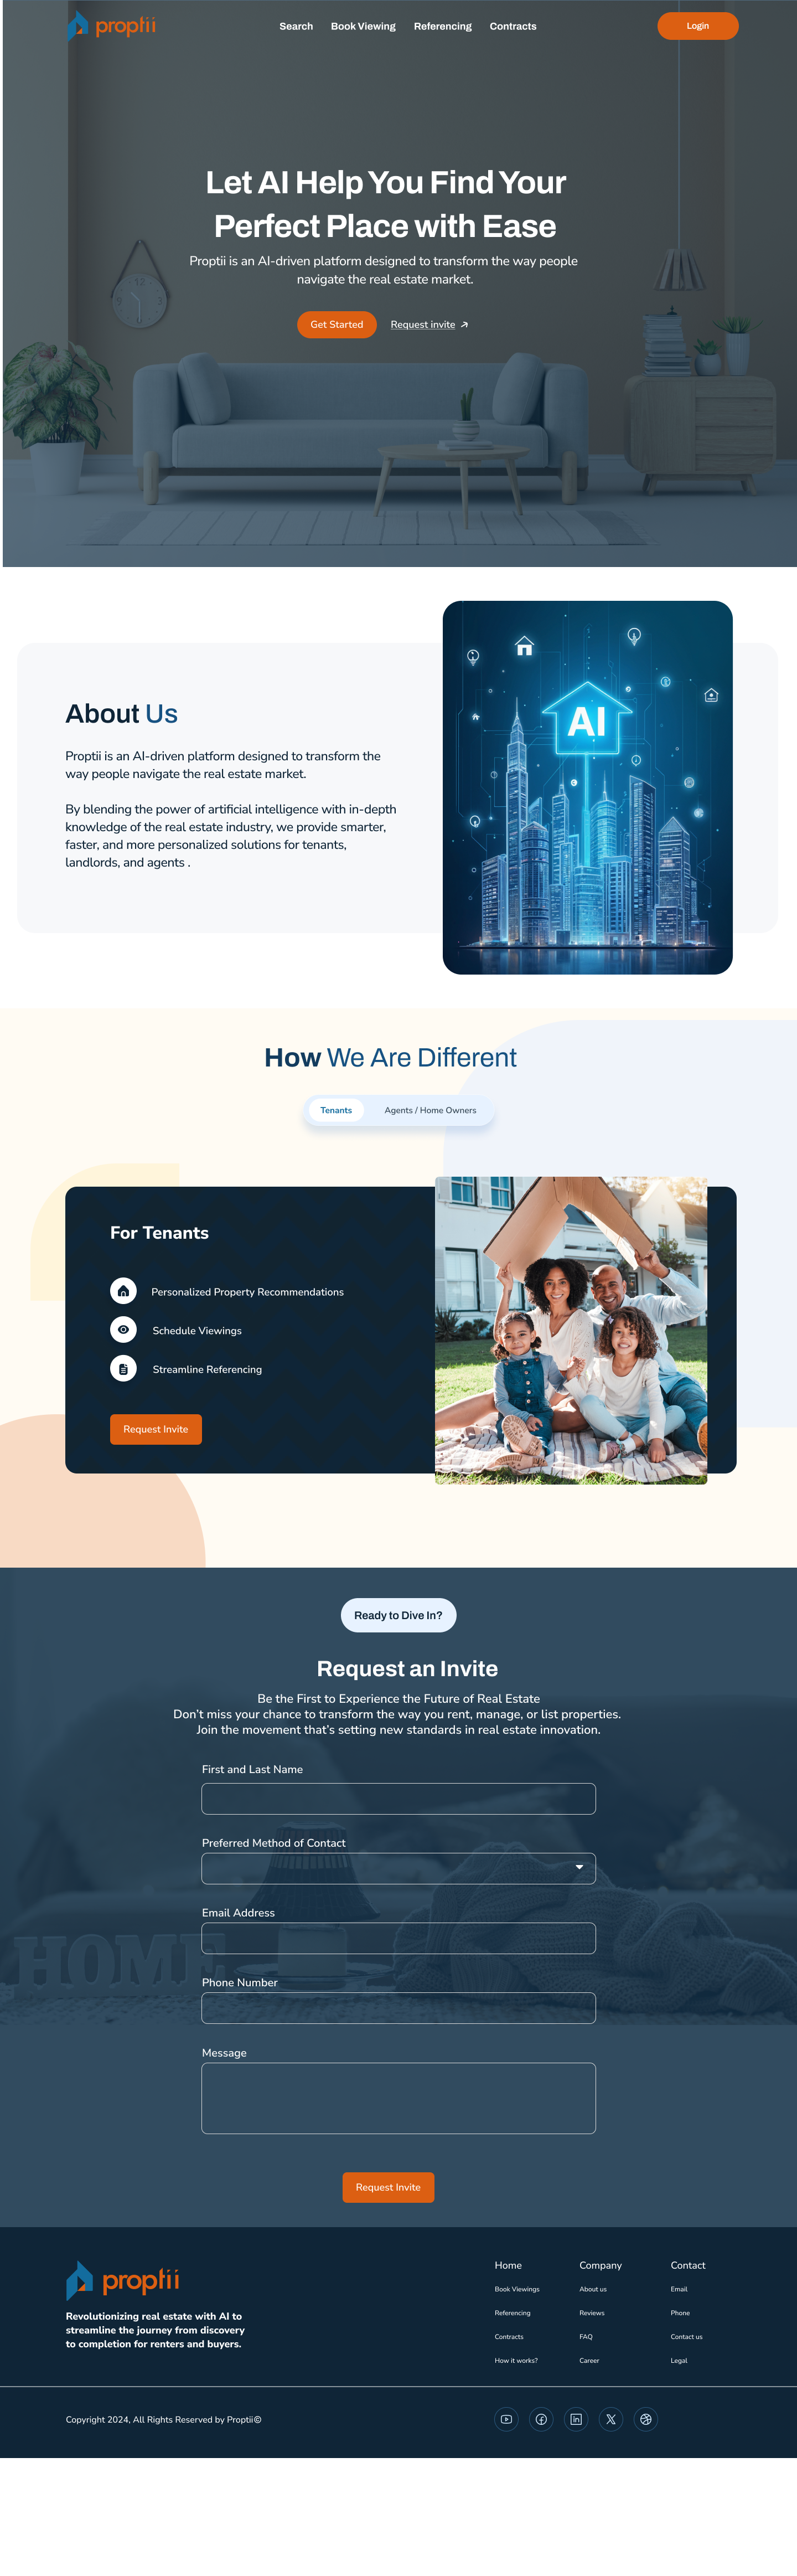 proptii
Search Book Viewing Referencing Contracts
Login
Let AI Help You Find Your
Perfect Place with Ease
Proptii is an AI-driven platform designed to transform the way people
navigate the real estate market.
Get Started Request invite
About Us
Proptii is an AI-driven platform designed to transform the
way people navigate the real estate market.
By blending the power of artificial intelligence with in-depth
knowledge of the real estate industry, we provide smarter,
faster, and more personalized solutions for tenants,
landlords, and agents .
AI
How We Are Different
Tenants Agents / Home Owners
For Tenants
Personalized Property Recommendations
Schedule Viewings
Streamline Referencing
Request Invite
Ready to Dive In?
Request an Invite
Be the First to Experience the Future of Real Estate
Don’t miss your chance to transform the way you rent, manage, or list properties.
Join the movement that’s setting new standards in real estate innovation.
First and Last Name
Preferred Method of Contact
Email Address
HOME
Phone Number
Message
Request Invite
proptii
Revolutionizing real estate with AI to
streamline the journey from discovery
to completion for renters and buyers.
Home Company Contact
Book Viewings About us Email
Referencing Reviews Phone
Contracts FAQ Contact us
How it works? Career Legal
Copyright 2024, All Rights Reserved by Proptii©